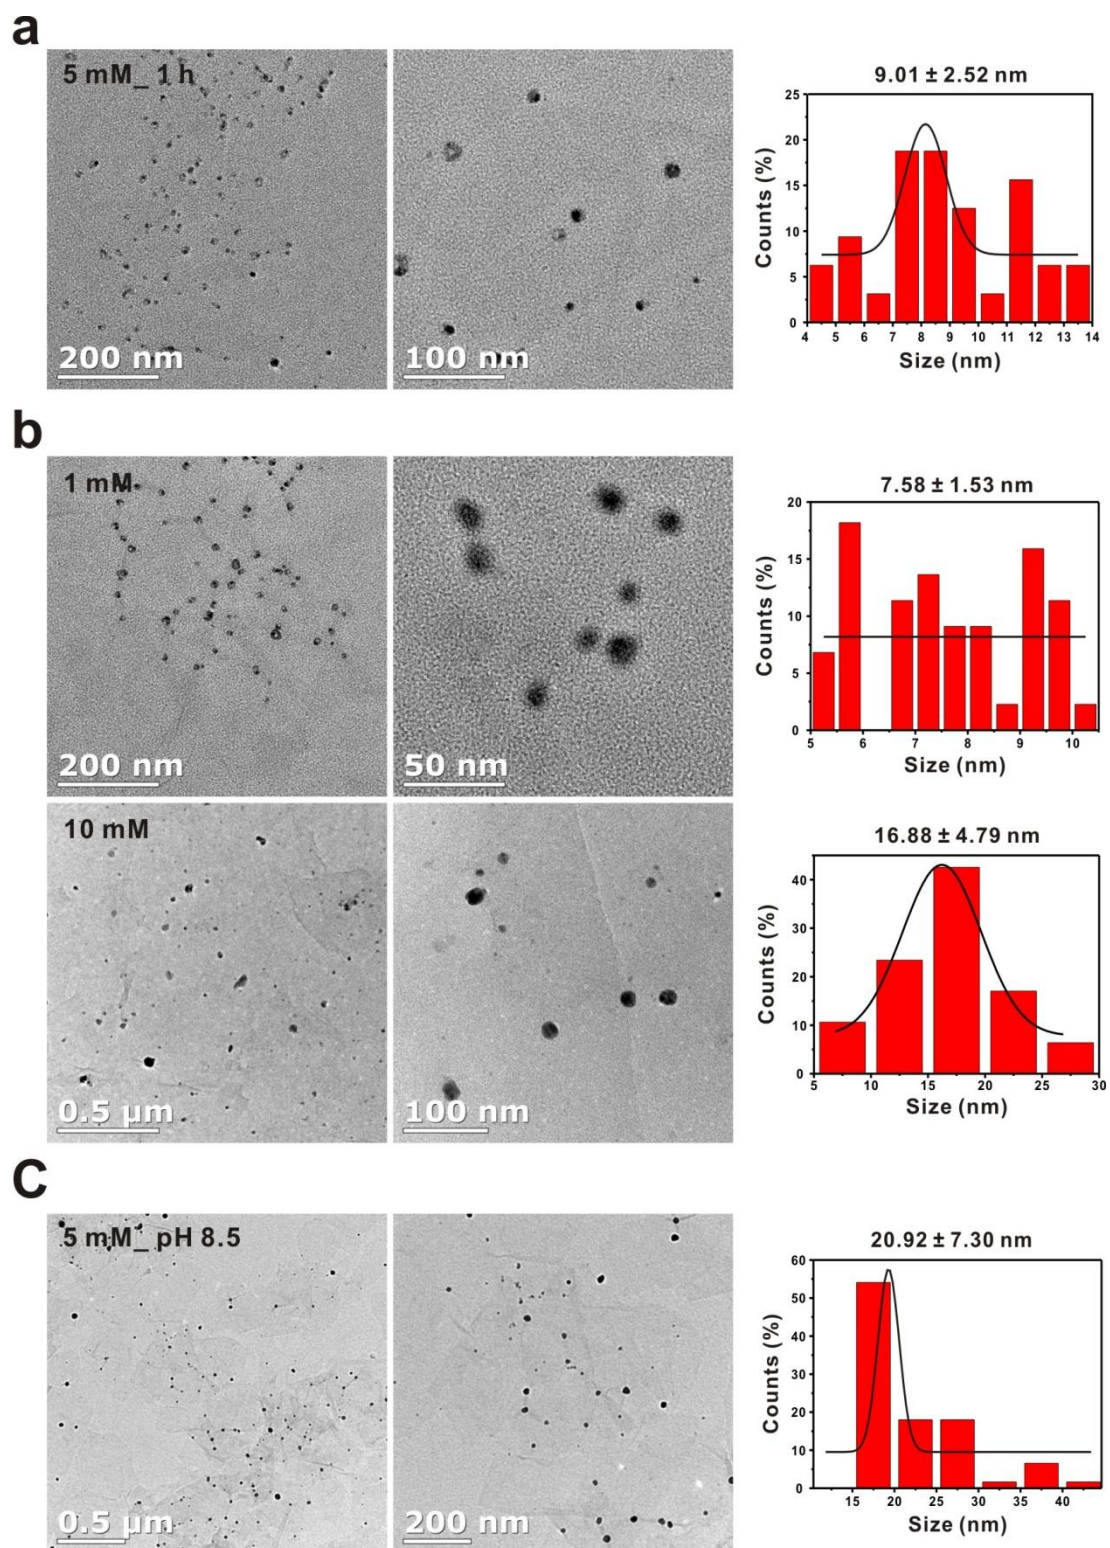 a
5 mM_ 1 h
200 nm
100 nm
9.01 ± 2.52 nm
Counts (%)
25
20
15
10
5
0
4 5 6 7 8 9 10 11 12 13 14
Size (nm)
b
1 mM
200 nm
50 nm
7.58 ± 1.53 nm
Counts (%)
20
15
10
5
0
5 6 7 8 9 10
Size (nm)
10 mM
0.5 µm
100 nm
16.88 ± 4.79 nm
Counts (%)
40
30
20
10
0
5 10 15 20 25 30
Size (nm)
C
5 mM_ pH 8.5
0.5 µm
200 nm
20.92 ± 7.30 nm
Counts (%)
60
50
40
30
20
10
0
15 20 25 30 35 40
Size (nm)